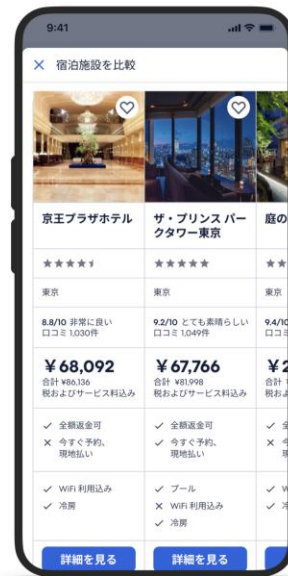 9:41
× 宿泊施設を比較
京王プラザホテル
東京
8.8/10 非常に良い
口コミ 1,030件
￥68,092
合計 ¥86,136
税およびサービス料込み
✓ 全額返金可
× 今すぐ予約、
現地払い
✓ WiFi 利用込み
✓ 冷房
詳細を見る
ザ・プリンス パー
クタワー東京
東京
9.2/10 とても素晴らしい
口コミ 1,049件
￥67,766
合計 ¥81,998
税およびサービス料込み
✓ 全額返金可
✓ 今すぐ予約、
現地払い
✓ プール
× WiFi 利用込み
✓ 冷房
詳細を見る
庭の
東京
9.4/10
口コミ
￥2
合計
税およ